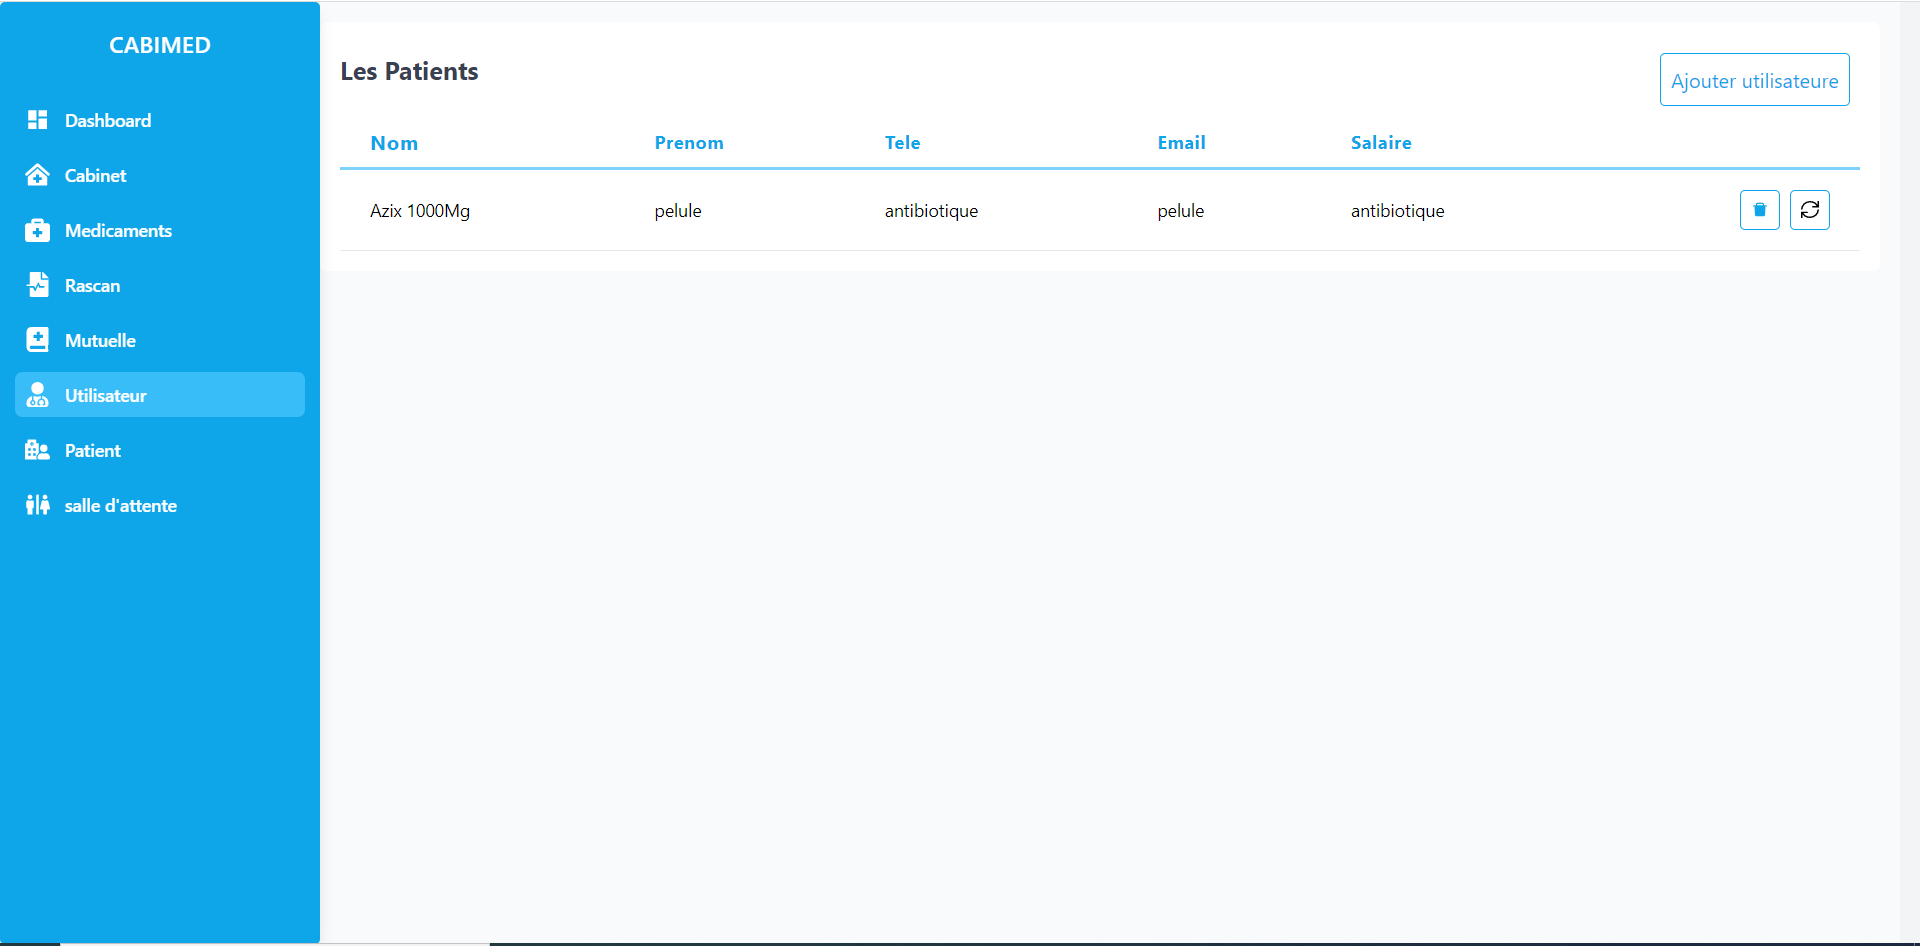 CABIMED
Dashboard
Cabinet
Medicaments
Rascan
Mutuelle
Utilisateur
Patient
salle d'attente
Les Patients
Ajouter utilisateure
Nom Prenom Tele Email Salaire
Azix 1000Mg pelule antibiotique pelule antibiotique